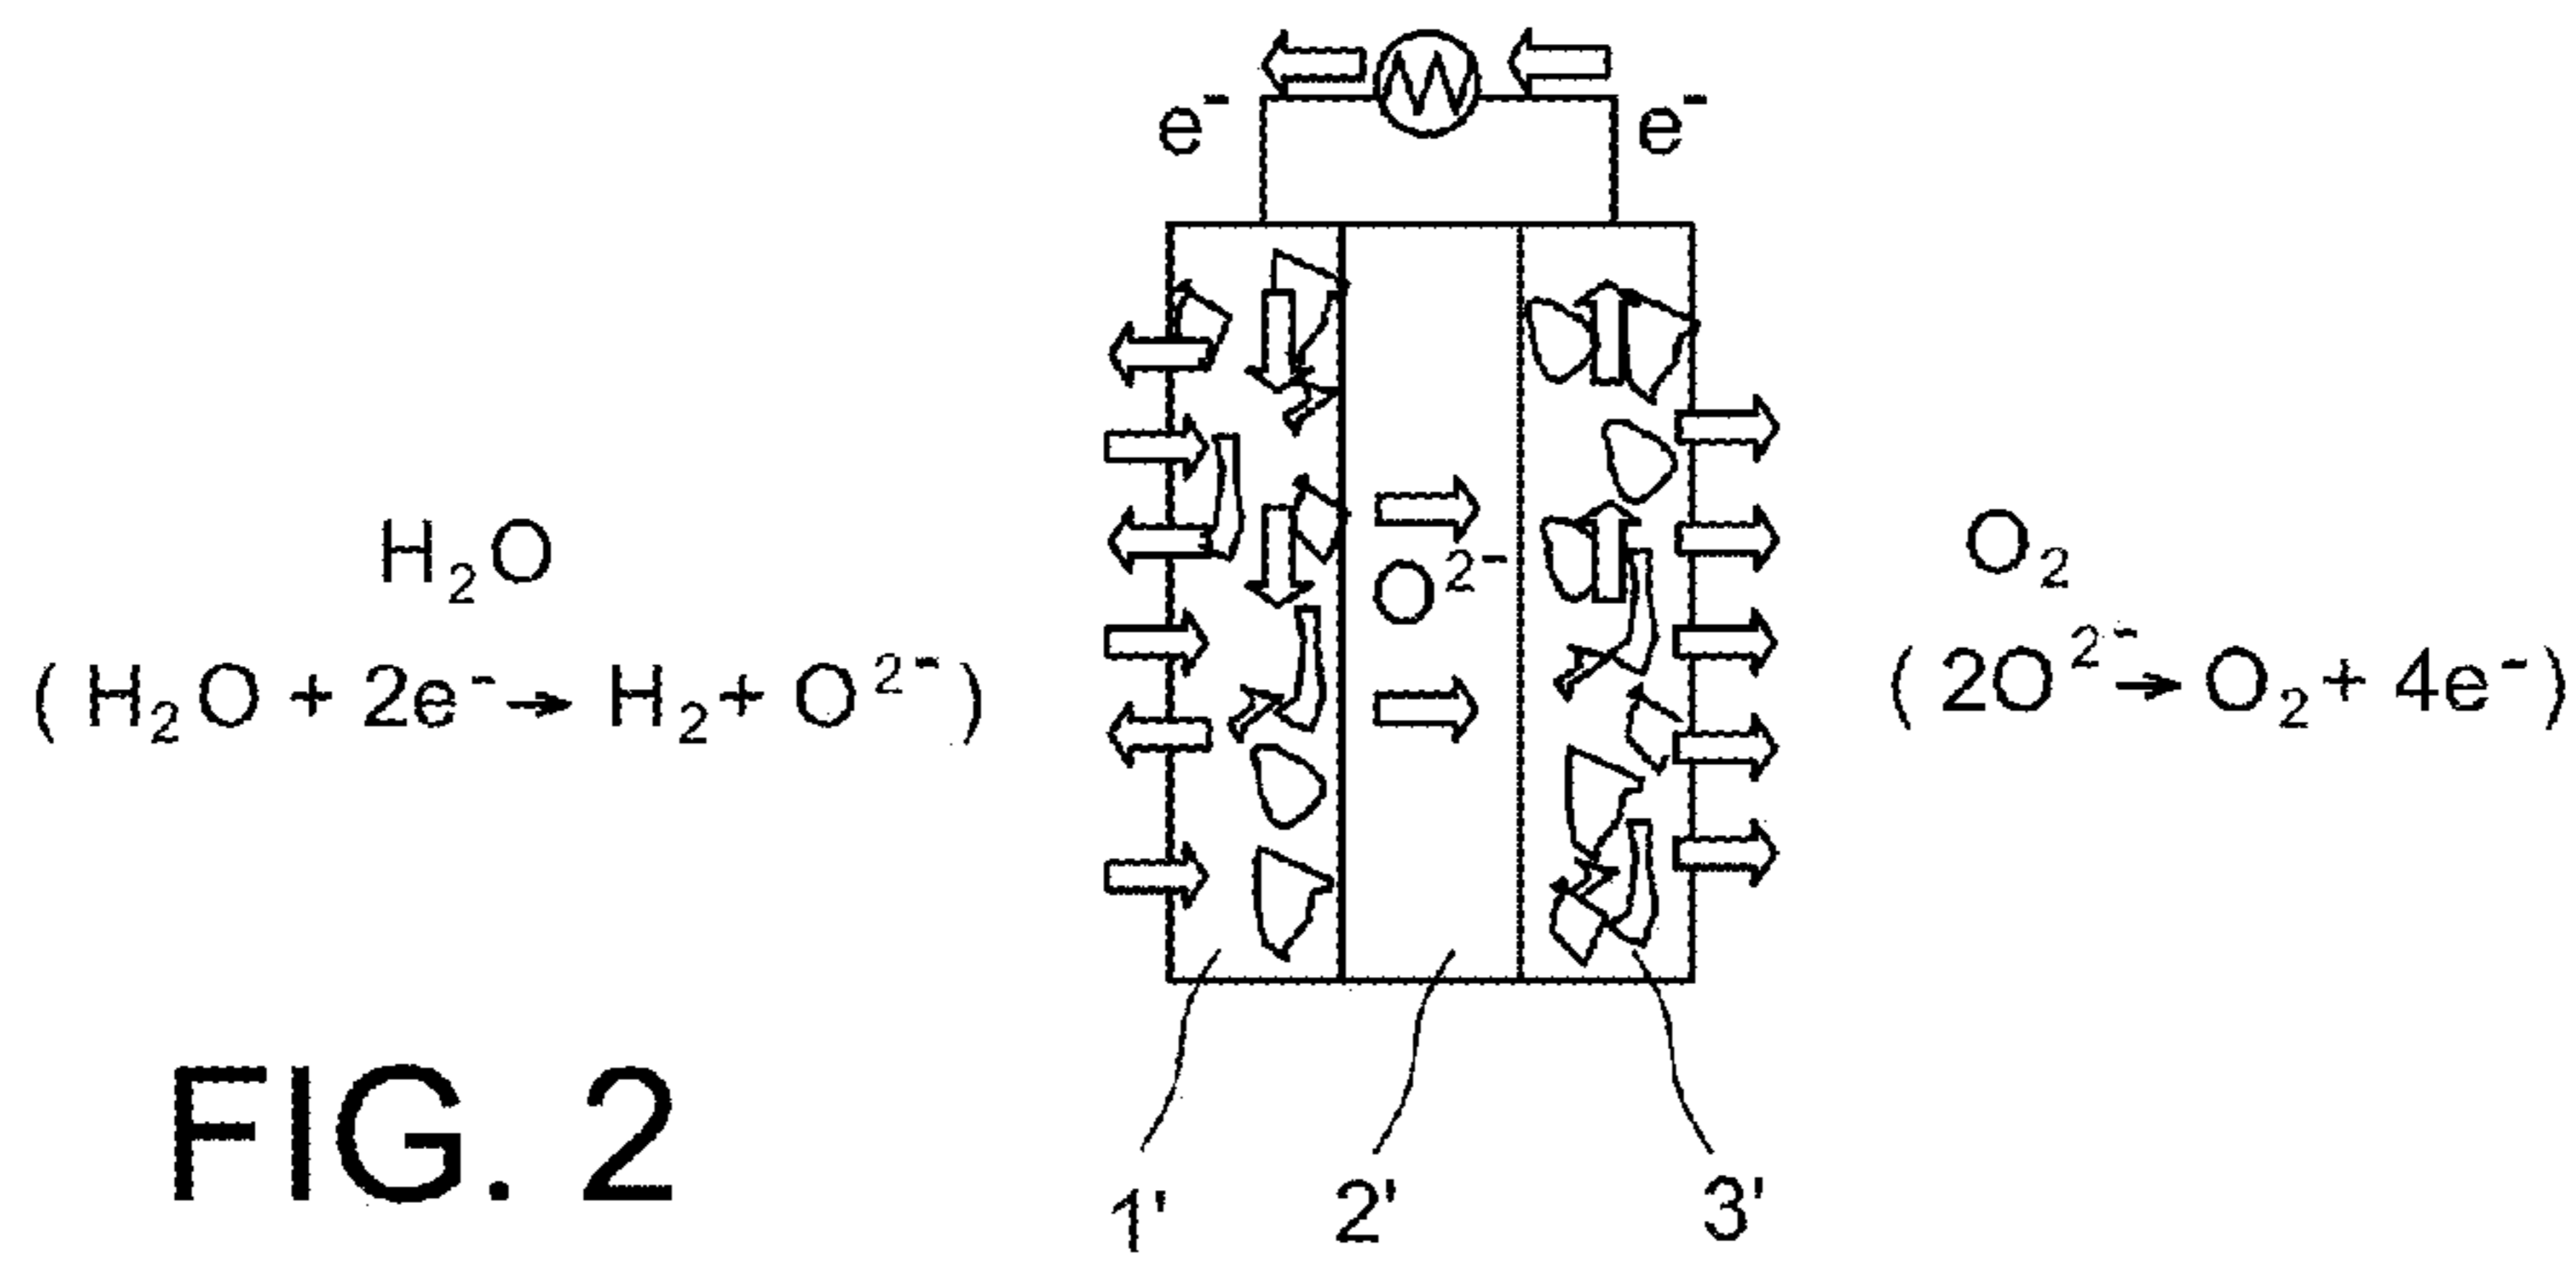 e⁻ e⁻
H₂O O²⁻ O₂
( H₂O + 2e⁻ → H₂ + O²⁻ ) ( 2O²⁻ → O₂ + 4e⁻ )
FIG. 2
1' 2' 3'